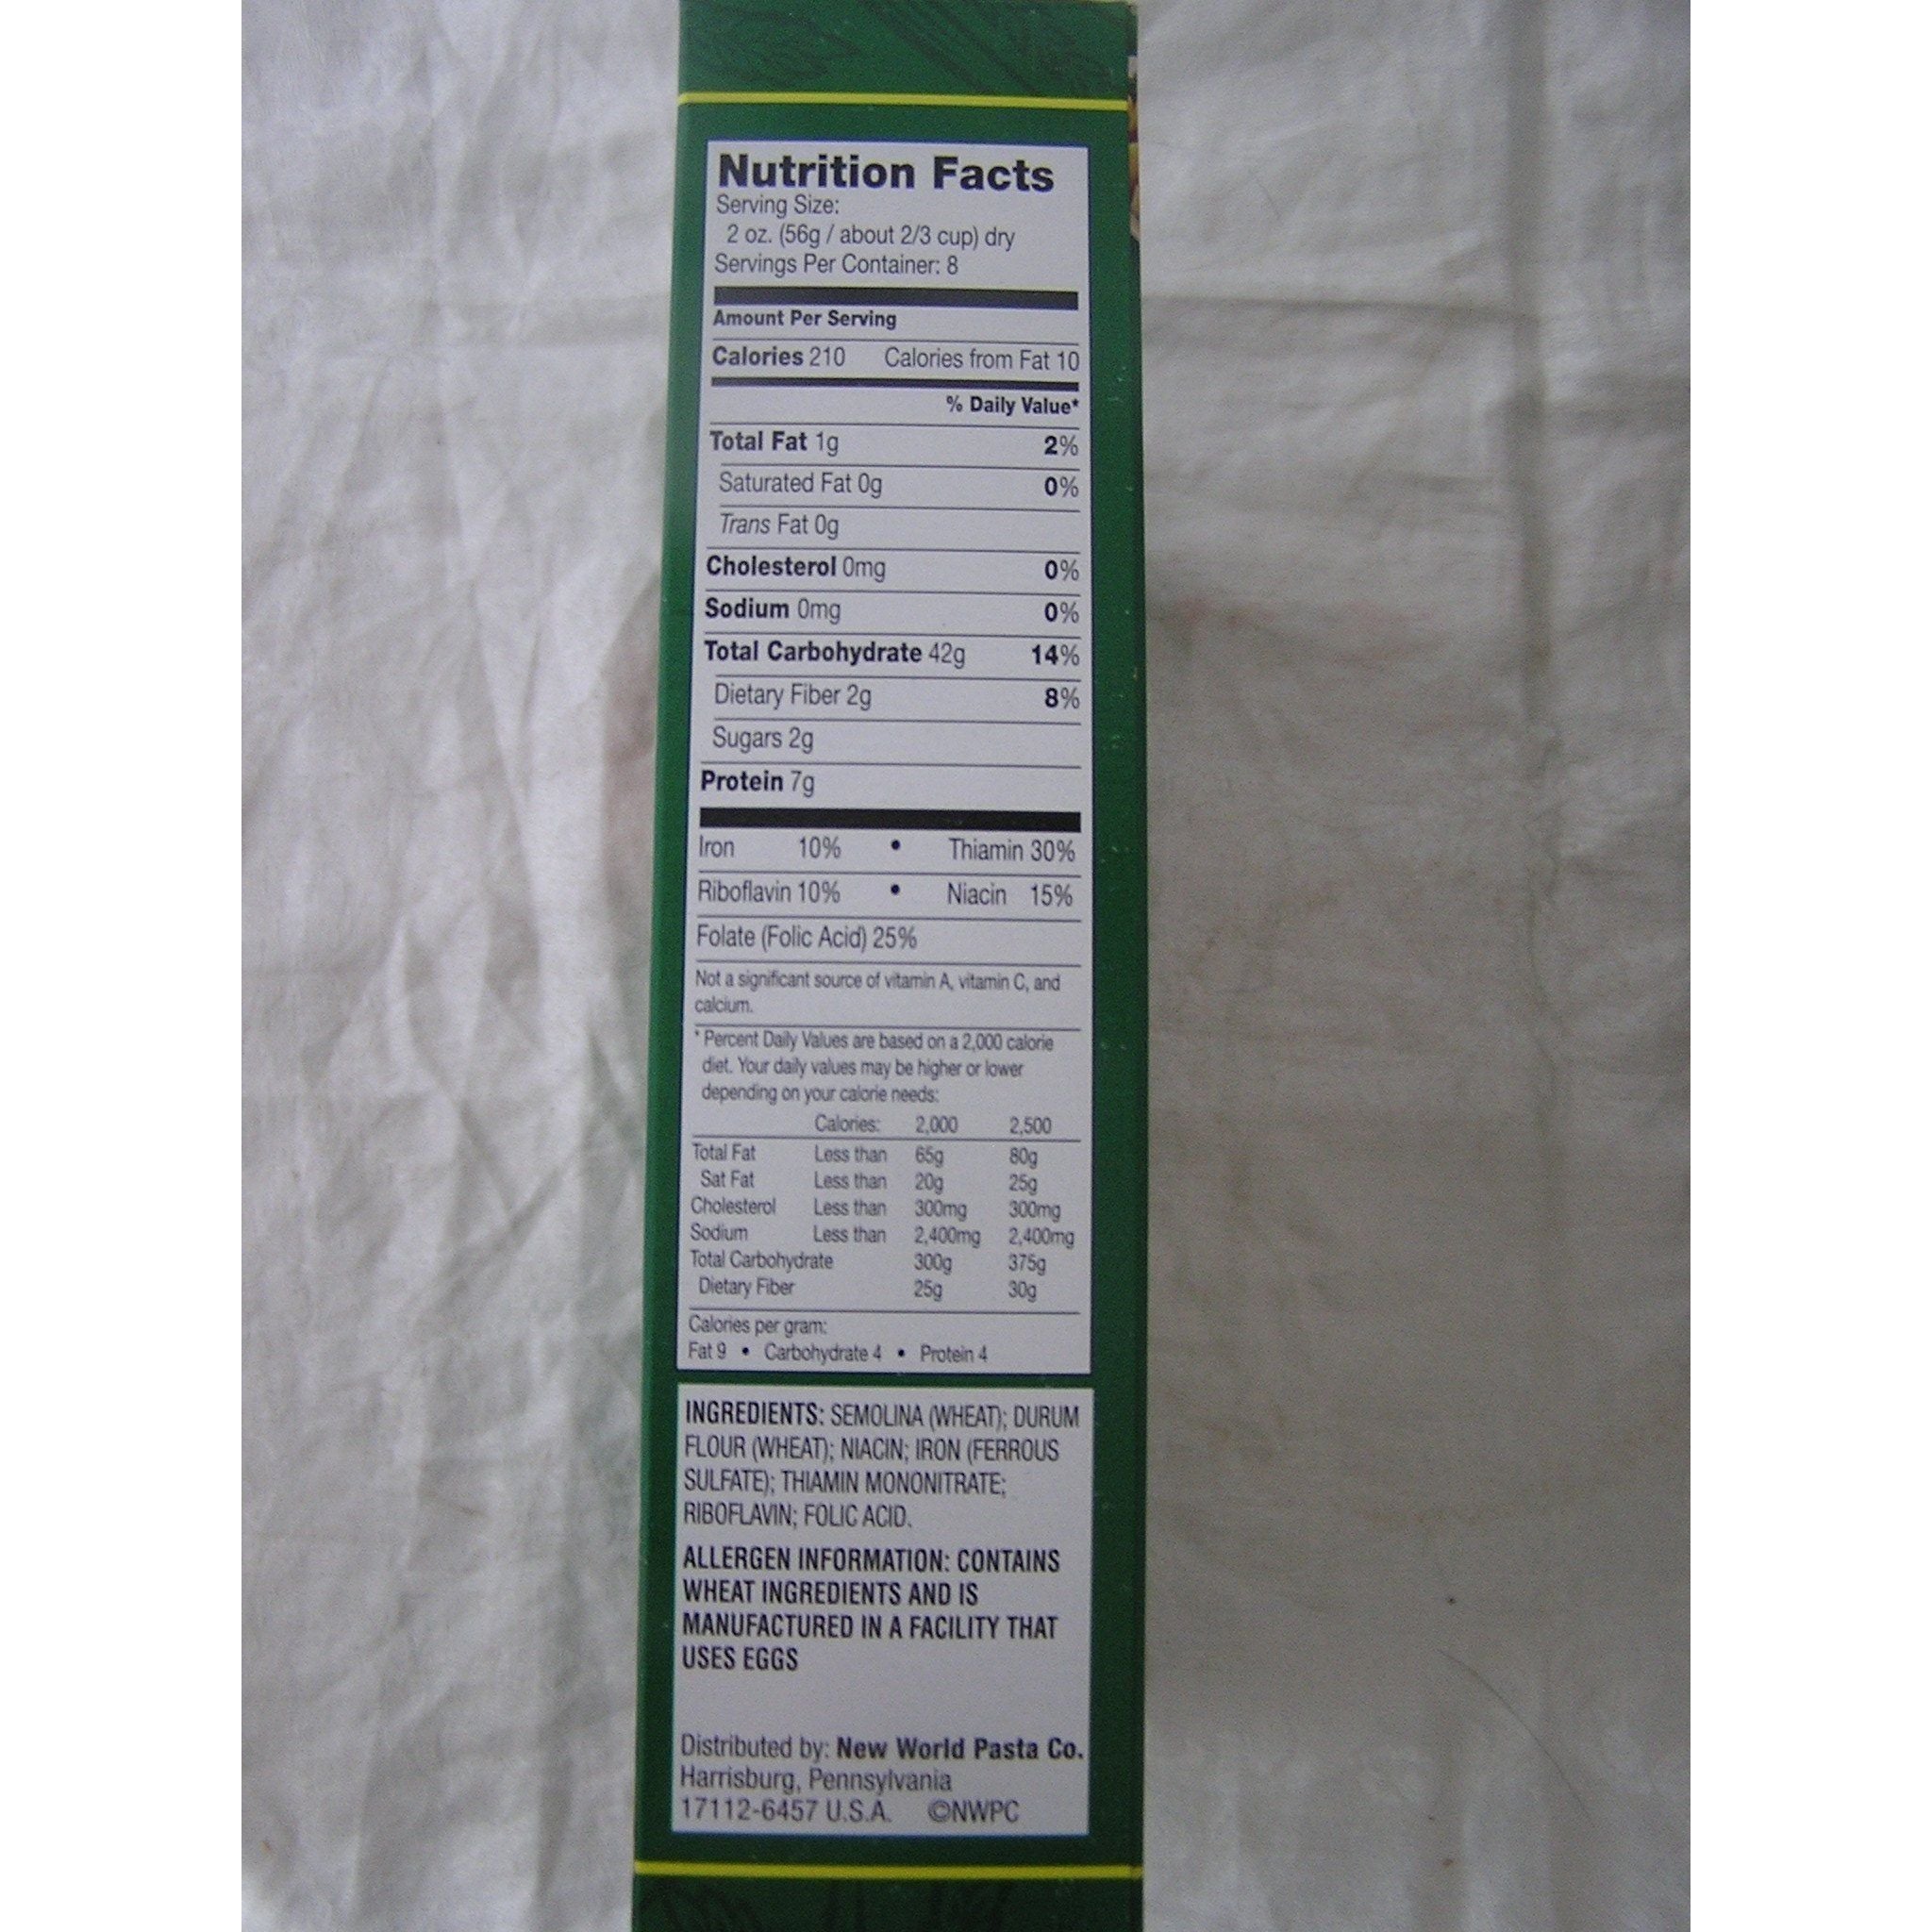 Nutrition Facts
Serving Size:
2 oz. (56g / about 2/3 cup) dry
Servings Per Container: 8
Amount Per Serving
Calories 210 Calories from Fat 10
% Daily Value*
Total Fat 1g 2%
Saturated Fat 0g 0%
Trans Fat 0g
Cholesterol 0mg 0%
Sodium 0mg 0%
Total Carbohydrate 42g 14%
Dietary Fiber 2g 8%
Sugars 2g
Protein 7g
Iron 10% • Thiamin 30%
Riboflavin 10% • Niacin 15%
Folate (Folic Acid) 25%
Not a significant source of vitamin A, vitamin C, and
calcium.
* Percent Daily Values are based on a 2,000 calorie
diet. Your daily values may be higher or lower
depending on your calorie needs:
Calories: 2,000 2,500
Total Fat Less than 65g 80g
Sat Fat Less than 20g 25g
Cholesterol Less than 300mg 300mg
Sodium Less than 2,400mg 2,400mg
Total Carbohydrate 300g 375g
Dietary Fiber 25g 30g
Calories per gram:
Fat 9 • Carbohydrate 4 • Protein 4
INGREDIENTS: SEMOLINA (WHEAT); DURUM
FLOUR (WHEAT); NIACIN; IRON (FERROUS
SULFATE); THIAMIN MONONITRATE;
RIBOFLAVIN; FOLIC ACID.
ALLERGEN INFORMATION: CONTAINS
WHEAT INGREDIENTS AND IS
MANUFACTURED IN A FACILITY THAT
USES EGGS
Distributed by: New World Pasta Co.
Harrisburg, Pennsylvania
17112-6457 U.S.A. ©NWPC